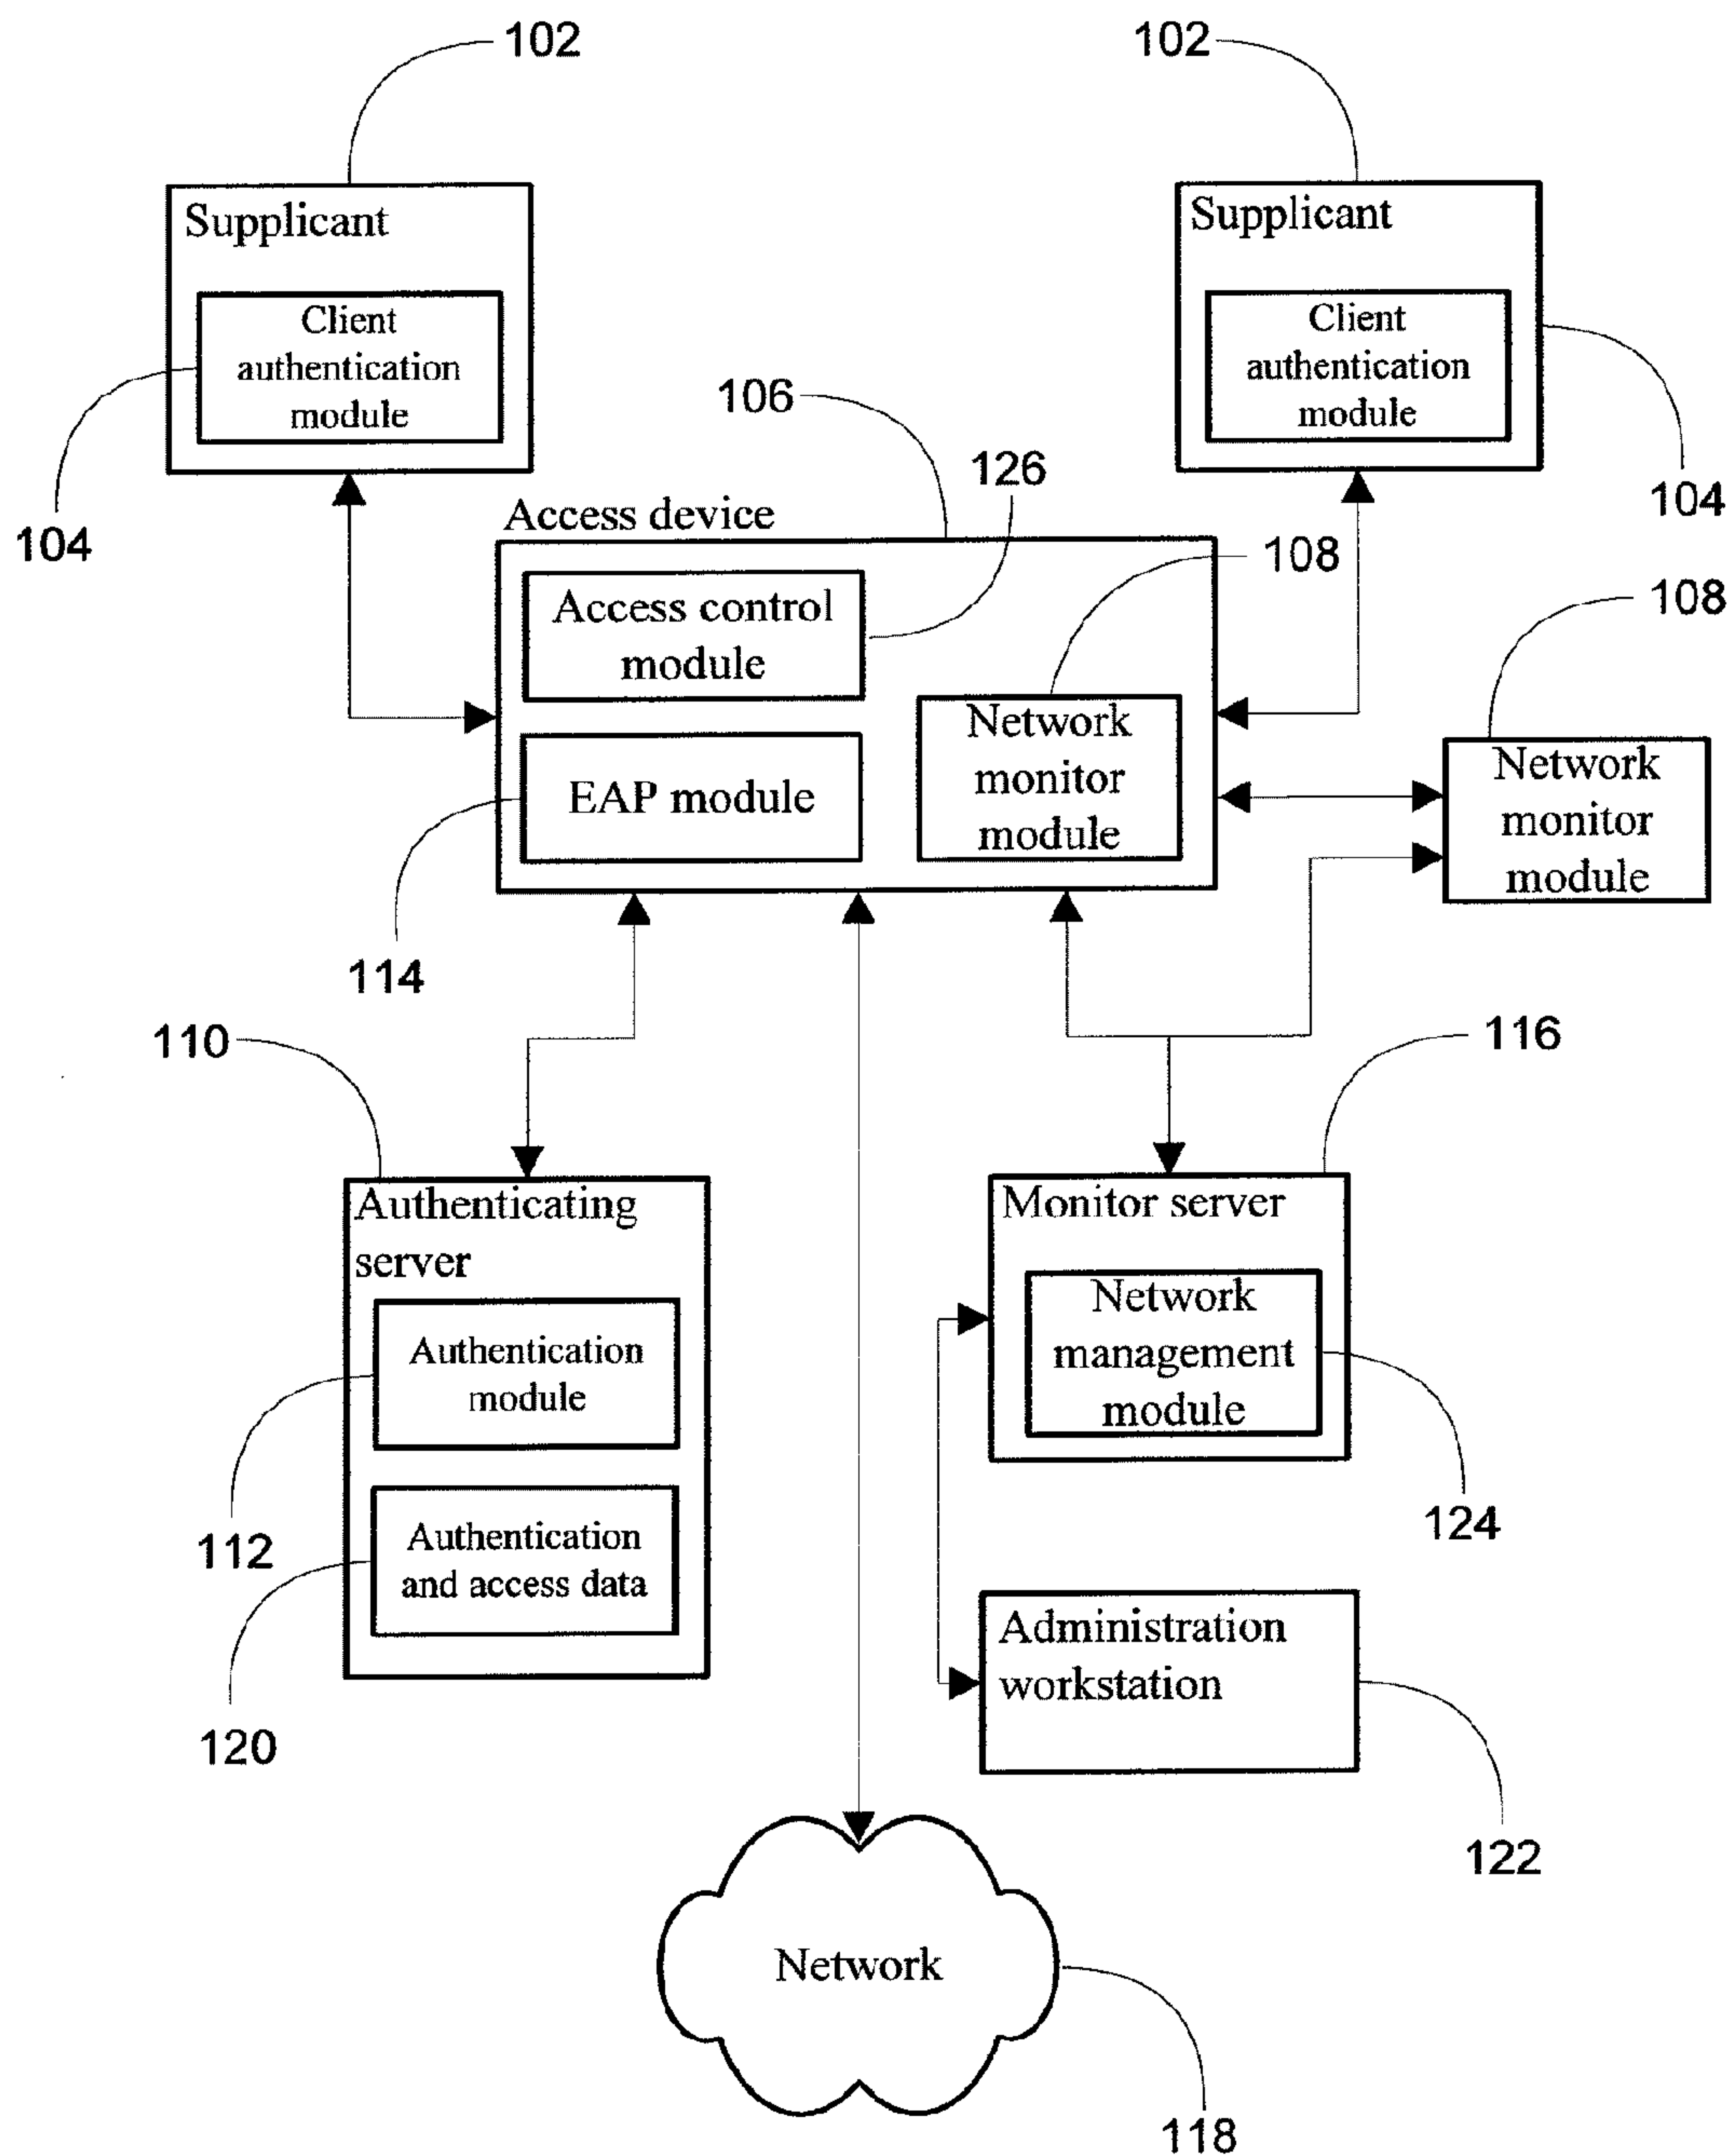 102
102
Supplicant
Client
authentication
module
104
Supplicant
Client
authentication
module
104
106
126
Access device
108
Access control
module
EAP module
114
Network
monitor
module
108
Network
monitor
module
110
116
Authenticating
server
Authentication
module
112
Authentication
and access data
120
Monitor server
Network
management
module
124
Administration
workstation
122
Network
118